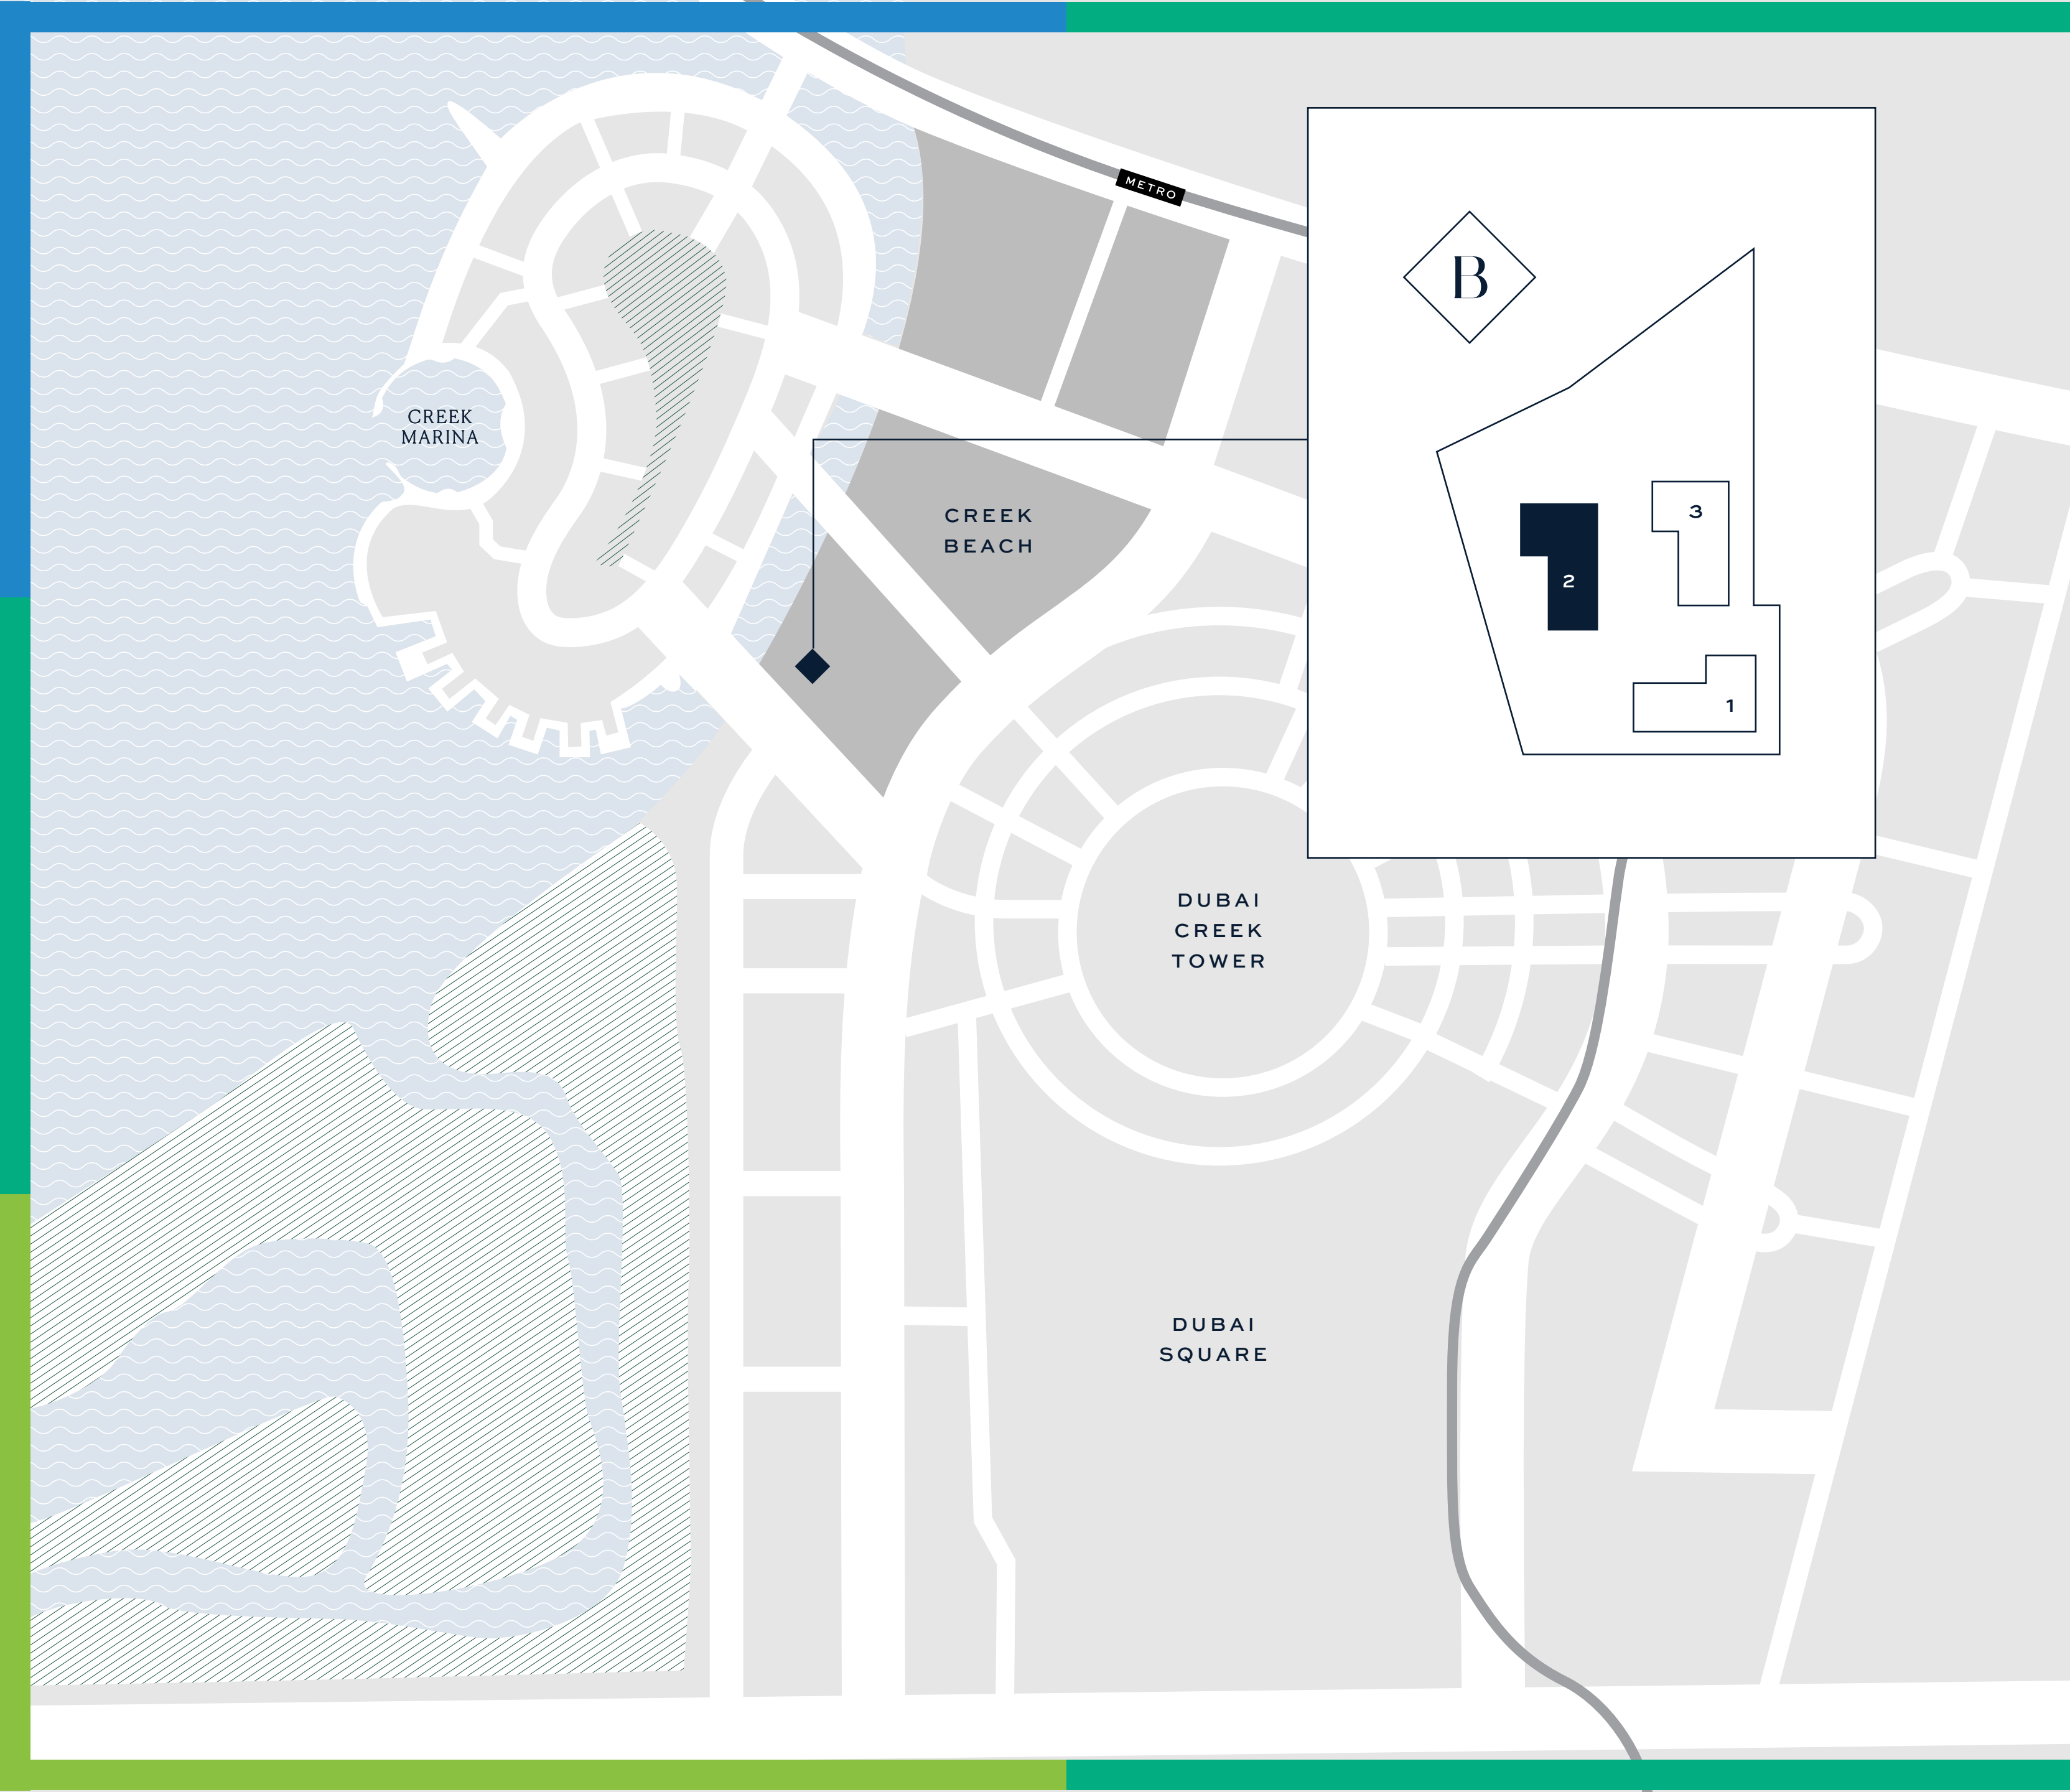 METRO
B
CREEK
MARINA
CREEK
BEACH
3
2
1
DUBAI
CREEK
TOWER
DUBAI
SQUARE